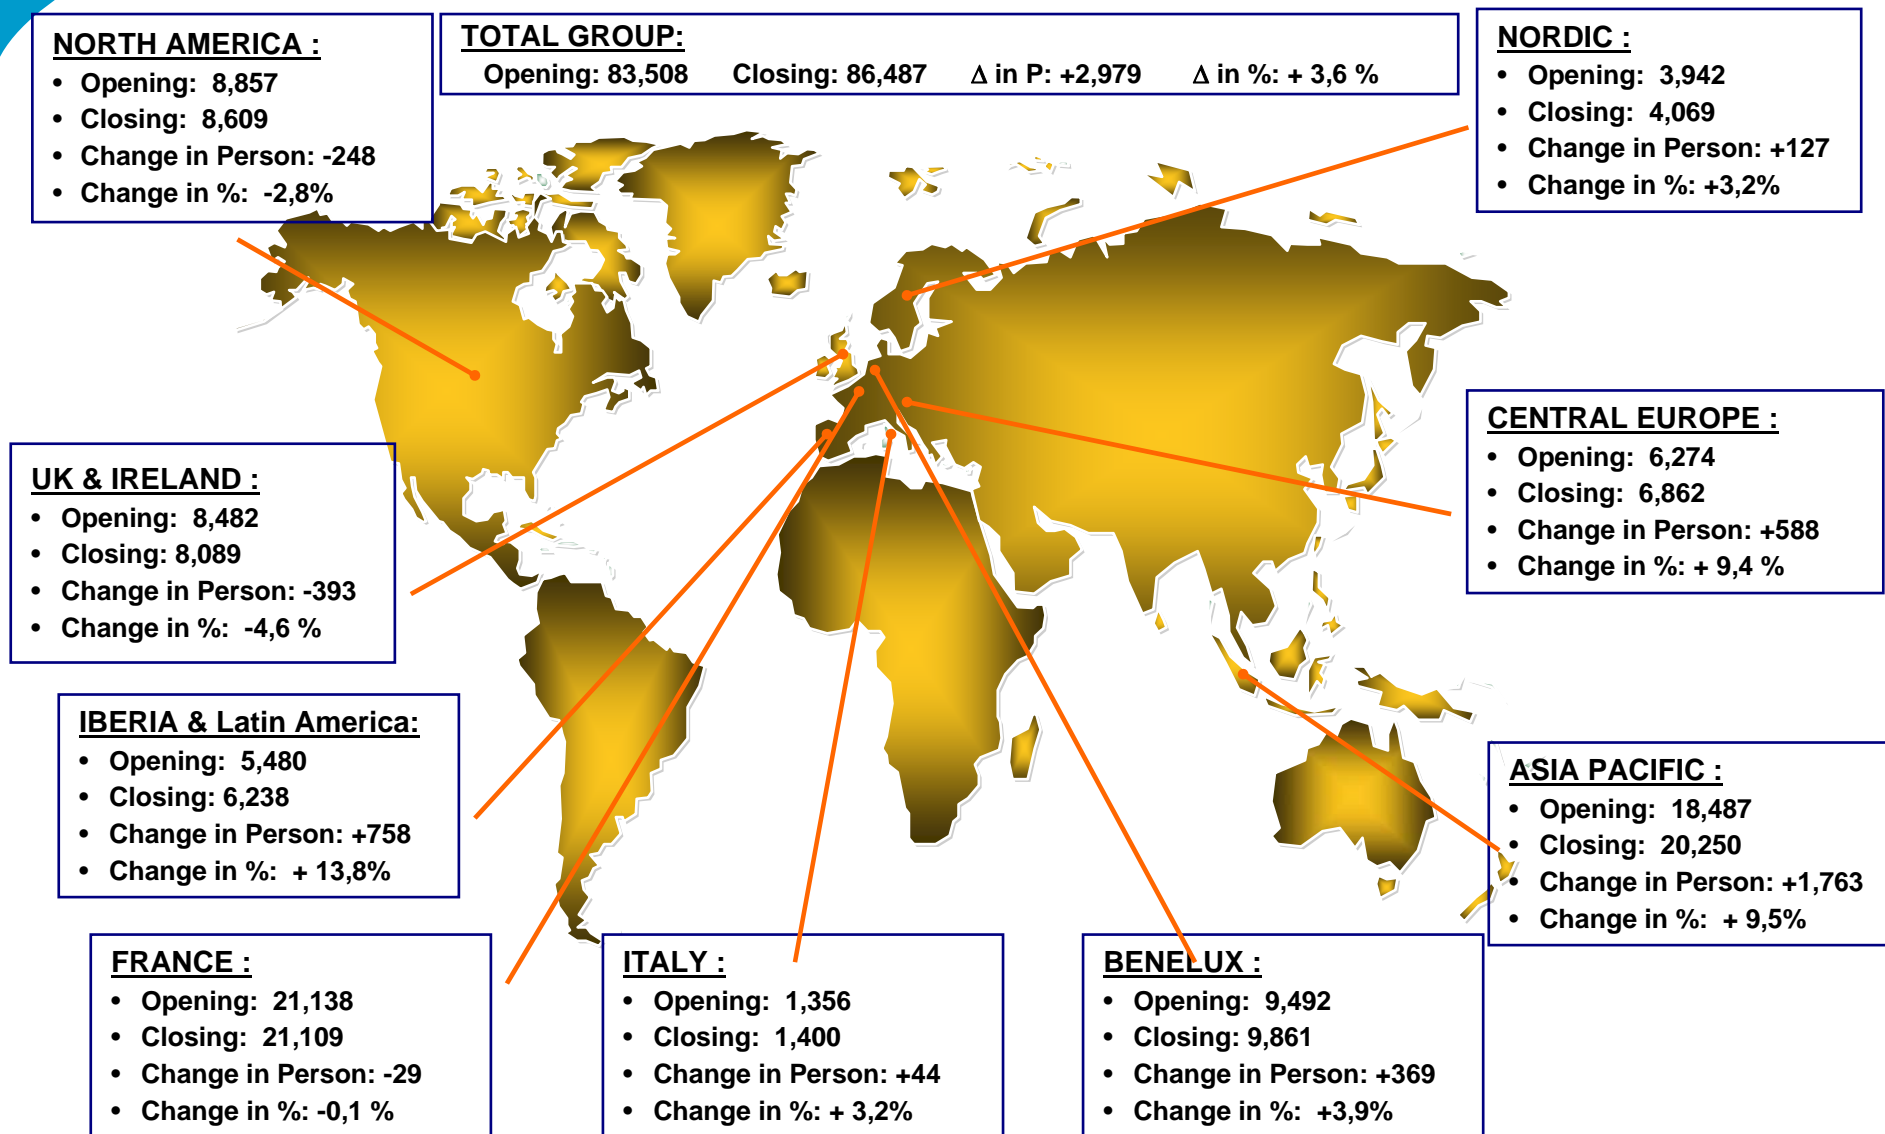 NORTH AMERICA :
• Opening: 8,857
• Closing: 8,609
• Change in Person: -248
• Change in %: -2,8%
TOTAL GROUP:
Opening: 83,508 Closing: 86,487 Δ in P: +2,979 Δ in %: + 3,6 %
NORDIC :
• Opening: 3,942
• Closing: 4,069
• Change in Person: +127
• Change in %: +3,2%
UK & IRELAND :
• Opening: 8,482
• Closing: 8,089
• Change in Person: -393
• Change in %: -4,6 %
CENTRAL EUROPE :
• Opening: 6,274
• Closing: 6,862
• Change in Person: +588
• Change in %: + 9,4 %
IBERIA & Latin America:
• Opening: 5,480
• Closing: 6,238
• Change in Person: +758
• Change in %: + 13,8%
ASIA PACIFIC :
• Opening: 18,487
• Closing: 20,250
• Change in Person: +1,763
• Change in %: + 9,5%
FRANCE :
• Opening: 21,138
• Closing: 21,109
• Change in Person: -29
• Change in %: -0,1 %
ITALY :
• Opening: 1,356
• Closing: 1,400
• Change in Person: +44
• Change in %: + 3,2%
BENELUX :
• Opening: 9,492
• Closing: 9,861
• Change in Person: +369
• Change in %: +3,9%